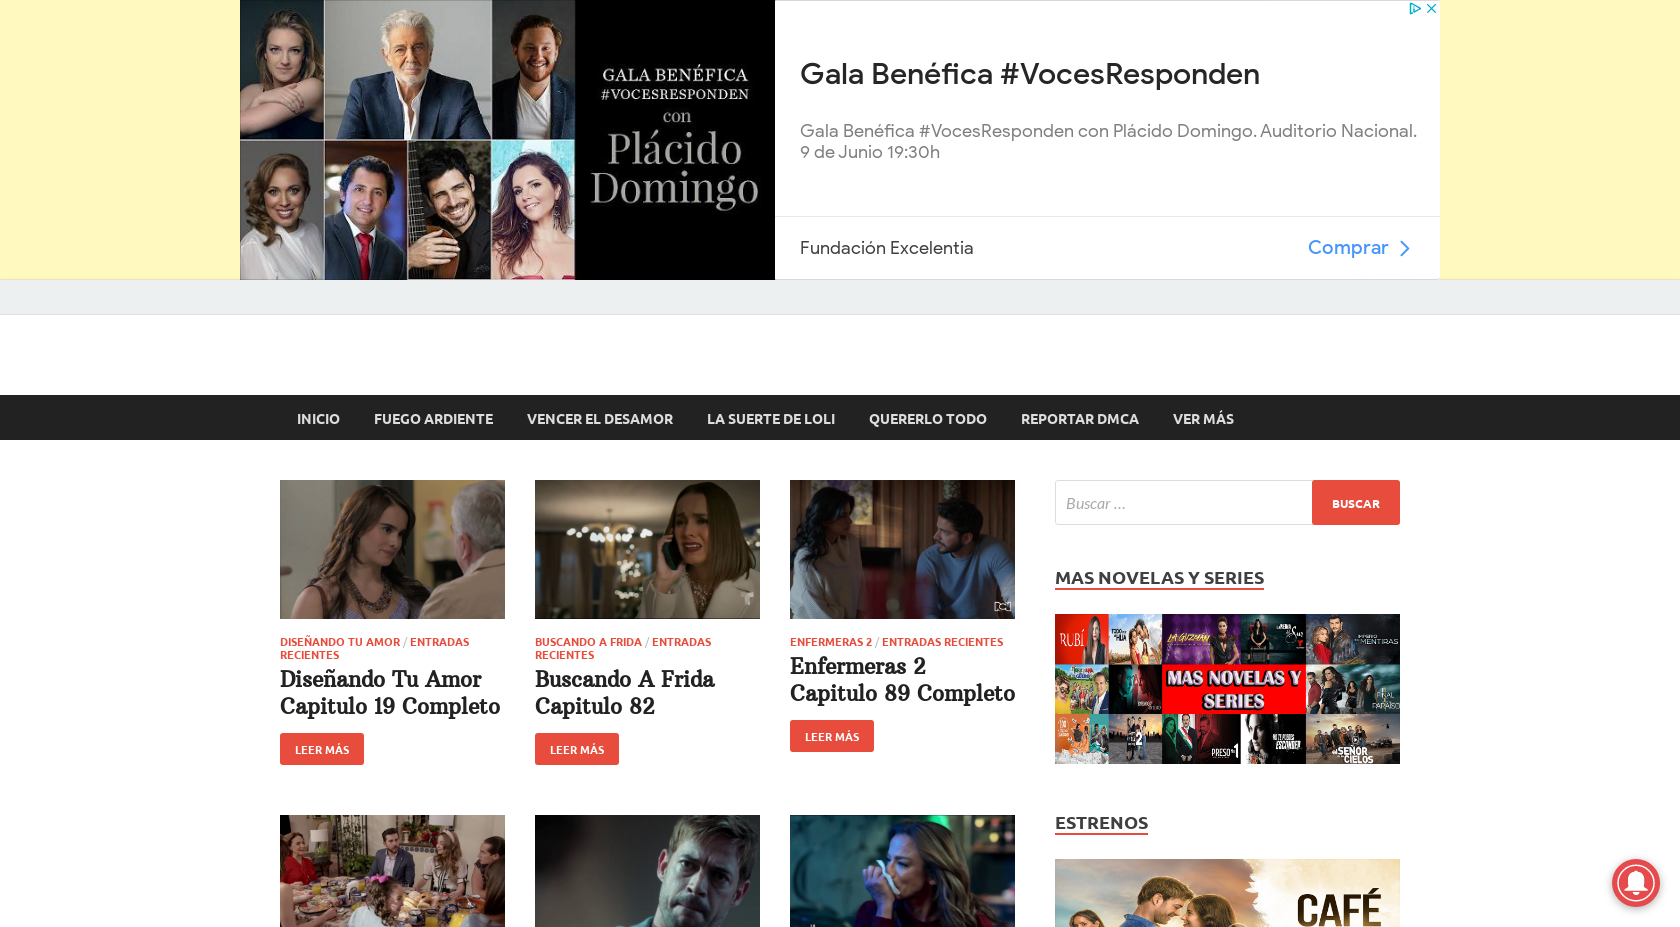 GALA BENÉFICA
#VOCESRESPONDEN
con
Plácido
Domingo
Gala Benéfica #VocesResponden
Gala Benéfica #VocesResponden con Plácido Domingo. Auditorio Nacional.
9 de Junio 19:30h
Fundación Excelentia
Comprar
INICIO
FUEGO ARDIENTE
VENCER EL DESAMOR
LA SUERTE DE LOLI
QUERERLO TODO
REPORTAR DMCA
VER MÁS
DISEÑANDO TU AMOR / ENTRADAS
RECIENTES
Diseñando Tu Amor
Capitulo 19 Completo
LEER MÁS
BUSCANDO A FRIDA / ENTRADAS
RECIENTES
Buscando A Frida
Capitulo 82
LEER MÁS
ENFERMERAS 2 / ENTRADAS RECIENTES
Enfermeras 2
Capitulo 89 Completo
LEER MÁS
Buscar ...
BUSCAR
MAS NOVELAS Y SERIES
RUBÍ
LA GUZMÁN
MENTIRAS
MAS NOVELAS Y
SERIES
FINAL
PARAÍSO
2
PRESO Nº1
SEÑOR
CIELOS
ESTRENOS
CAFÉ